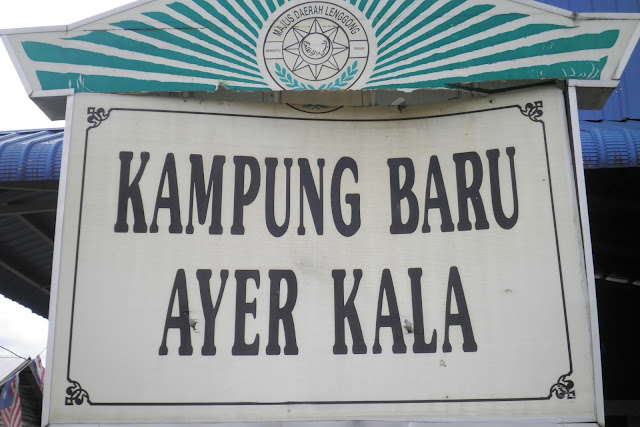 MAJLIS DAERAH LENGGONG
KAMPUNG BARU
AYER KALA